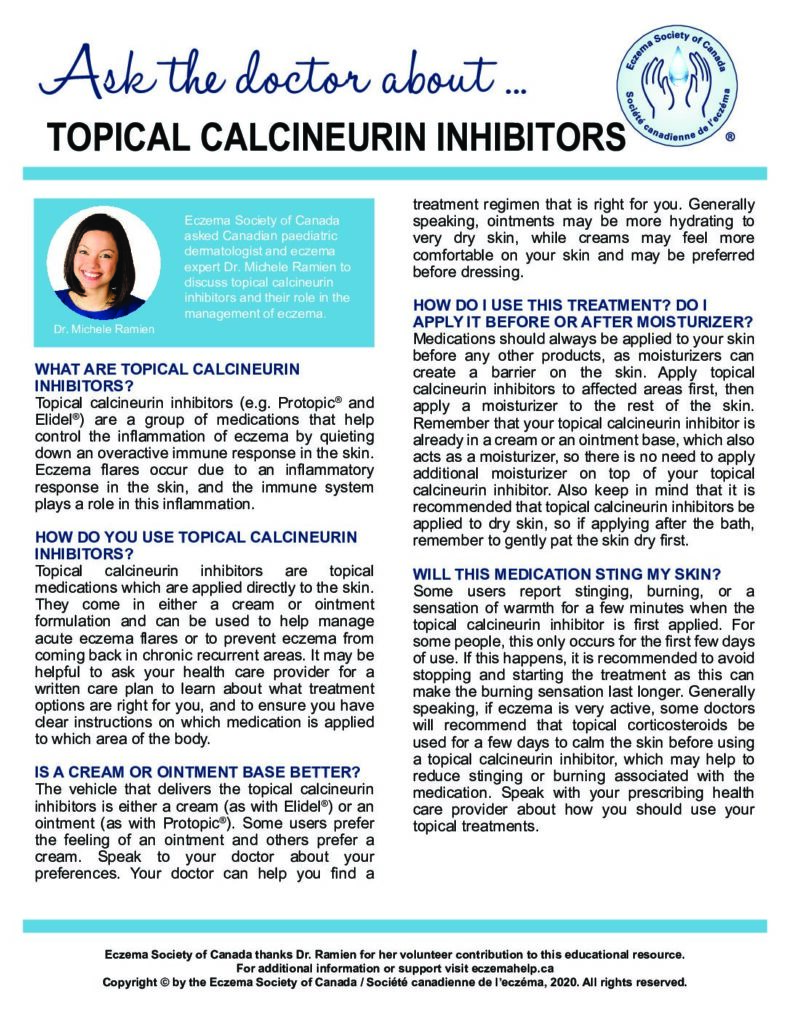 Ask the doctor about ...
TOPICAL CALCINEURIN INHIBITORS
Eczema Society of Canada
Société canadienne de l'eczéma
®
Eczema Society of Canada
asked Canadian paediatric
dermatologist and eczema
expert Dr. Michele Ramien to
discuss topical calcineurin
inhibitors and their role in the
management of eczema.
Dr. Michele Ramien
WHAT ARE TOPICAL CALCINEURIN
INHIBITORS?
Topical calcineurin inhibitors (e.g. Protopic® and
Elidel®) are a group of medications that help
control the inflammation of eczema by quieting
down an overactive immune response in the skin.
Eczema flares occur due to an inflammatory
response in the skin, and the immune system
plays a role in this inflammation.
HOW DO YOU USE TOPICAL CALCINEURIN
INHIBITORS?
Topical calcineurin inhibitors are topical
medications which are applied directly to the skin.
They come in either a cream or ointment
formulation and can be used to help manage
acute eczema flares or to prevent eczema from
coming back in chronic recurrent areas. It may be
helpful to ask your health care provider for a
written care plan to learn about what treatment
options are right for you, and to ensure you have
clear instructions on which medication is applied
to which area of the body.
IS A CREAM OR OINTMENT BASE BETTER?
The vehicle that delivers the topical calcineurin
inhibitors is either a cream (as with Elidel®) or an
ointment (as with Protopic®). Some users prefer
the feeling of an ointment and others prefer a
cream. Speak to your doctor about your
preferences. Your doctor can help you find a
treatment regimen that is right for you. Generally
speaking, ointments may be more hydrating to
very dry skin, while creams may feel more
comfortable on your skin and may be preferred
before dressing.
HOW DO I USE THIS TREATMENT? DO I
APPLY IT BEFORE OR AFTER MOISTURIZER?
Medications should always be applied to your skin
before any other products, as moisturizers can
create a barrier on the skin. Apply topical
calcineurin inhibitors to affected areas first, then
apply a moisturizer to the rest of the skin.
Remember that your topical calcineurin inhibitor is
already in a cream or an ointment base, which also
acts as a moisturizer, so there is no need to apply
additional moisturizer on top of your topical
calcineurin inhibitor. Also keep in mind that it is
recommended that topical calcineurin inhibitors be
applied to dry skin, so if applying after the bath,
remember to gently pat the skin dry first.
WILL THIS MEDICATION STING MY SKIN?
Some users report stinging, burning, or a
sensation of warmth for a few minutes when the
topical calcineurin inhibitor is first applied. For
some people, this only occurs for the first few days
of use. If this happens, it is recommended to avoid
stopping and starting the treatment as this can
make the burning sensation last longer. Generally
speaking, if eczema is very active, some doctors
will recommend that topical corticosteroids be
used for a few days to calm the skin before using
a topical calcineurin inhibitor, which may help to
reduce stinging or burning associated with the
medication. Speak with your prescribing health
care provider about how you should use your
topical treatments.
Eczema Society of Canada thanks Dr. Ramien for her volunteer contribution to this educational resource.
For additional information or support visit eczemahelp.ca
Copyright © by the Eczema Society of Canada / Société canadienne de l'eczéma, 2020. All rights reserved.